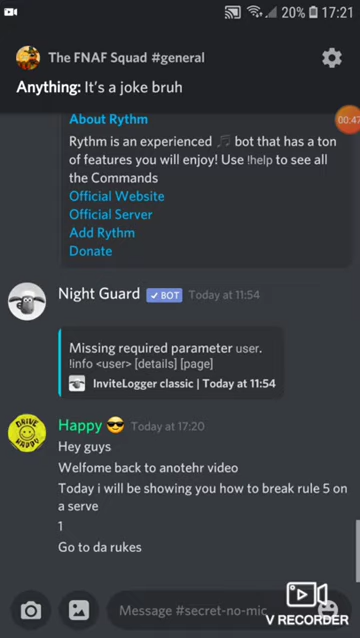 20% 17:21
The FNAF Squad #general
Anything: It's a joke bruh
00:47
About Rythm
Rythm is an experienced 🎵 bot that has a ton
of features you will enjoy! Use !help to see all
the Commands
Official Website
Official Server
Add Rythm
Donate
Night Guard ✓ BOT Today at 11:54
Missing required parameter user.
!info <user> [details] [page]
InviteLogger classic | Today at 11:54
DRIVE HAPPY
Happy 😎 Today at 17:20
Hey guys
Welfome back to anotehr video
Today i will be showing you how to break rule 5 on
a serve
1
Go to da rukes
Message #secret-no-mic
V RECORDER